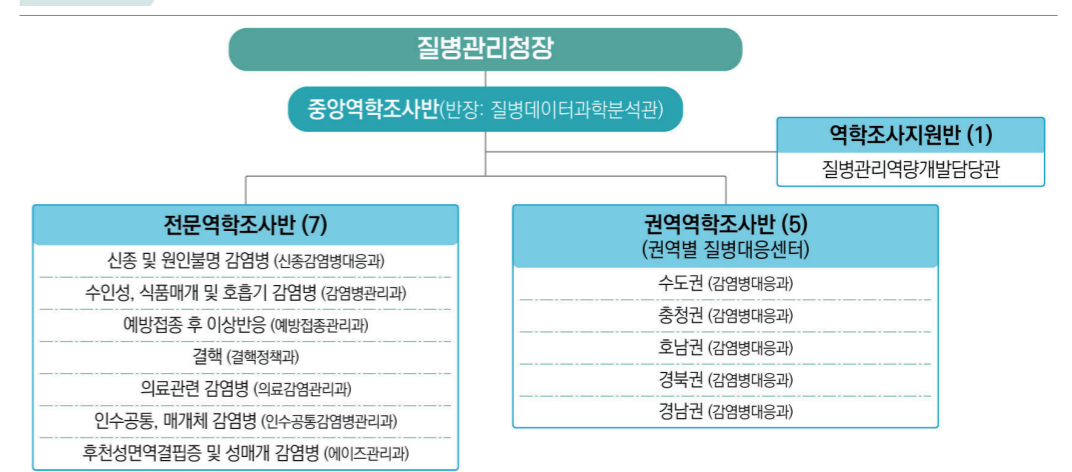 질병관리청장
중앙역학조사반(반장: 질병데이터과학분석관)
역학조사지원반 (1)
질병관리역량개발담당관
전문역학조사반 (7)
신종 및 원인불명 감염병 (신종감염병대응과)
수인성, 식품매개 및 호흡기 감염병 (감염병관리과)
예방접종 후 이상반응 (예방접종관리과)
결핵 (결핵정책과)
의료관련 감염병 (의료감염관리과)
인수공통, 매개체 감염병 (인수공통감염병관리과)
후천성면역결핍증 및 성매개 감염병 (에이즈관리과)
권역역학조사반 (5)
(권역별 질병대응센터)
수도권 (감염병대응과)
충청권 (감염병대응과)
호남권 (감염병대응과)
경북권 (감염병대응과)
경남권 (감염병대응과)